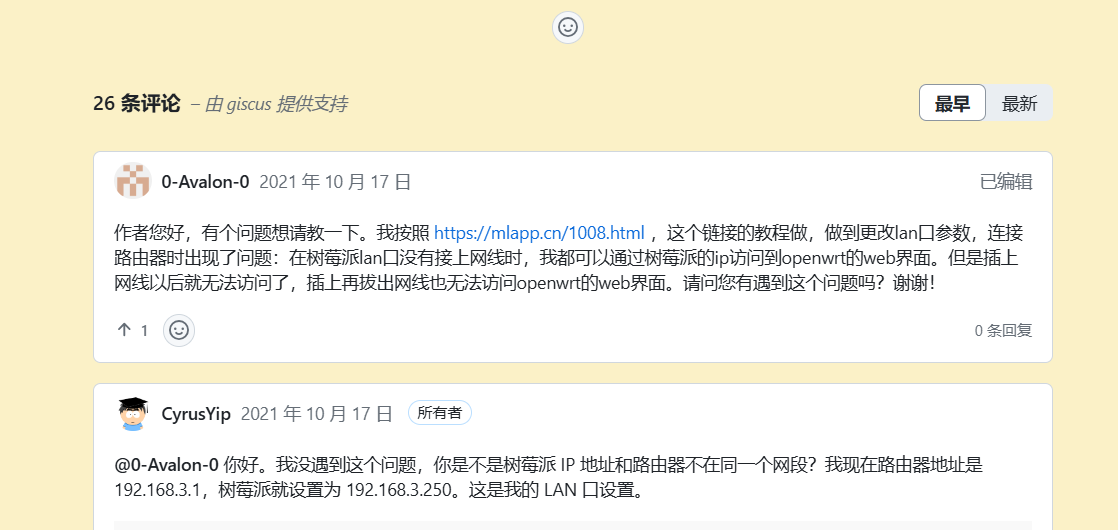 26 条评论 – 由 giscus 提供支持
最早 最新
0-Avalon-0 2021 年 10 月 17 日 已编辑
作者您好，有个问题想请教一下。我按照 https://mlapp.cn/1008.html ，这个链接的教程做，做到更改lan口参数，连接
路由器时出现了问题：在树莓派lan口没有接上网线时，我都可以通过树莓派的ip访问到openwrt的web界面。但是插上
网线以后就无法访问了，插上再拔出网线也无法访问openwrt的web界面。请问您有遇到这个问题吗？谢谢！
1 0 条回复
CyrusYip 2021 年 10 月 17 日 所有者
@0-Avalon-0 你好。我没遇到这个问题，你是不是树莓派 IP 地址和路由器不在同一个网段？我现在路由器地址是
192.168.3.1，树莓派就设置为 192.168.3.250。这是我的 LAN 口设置。